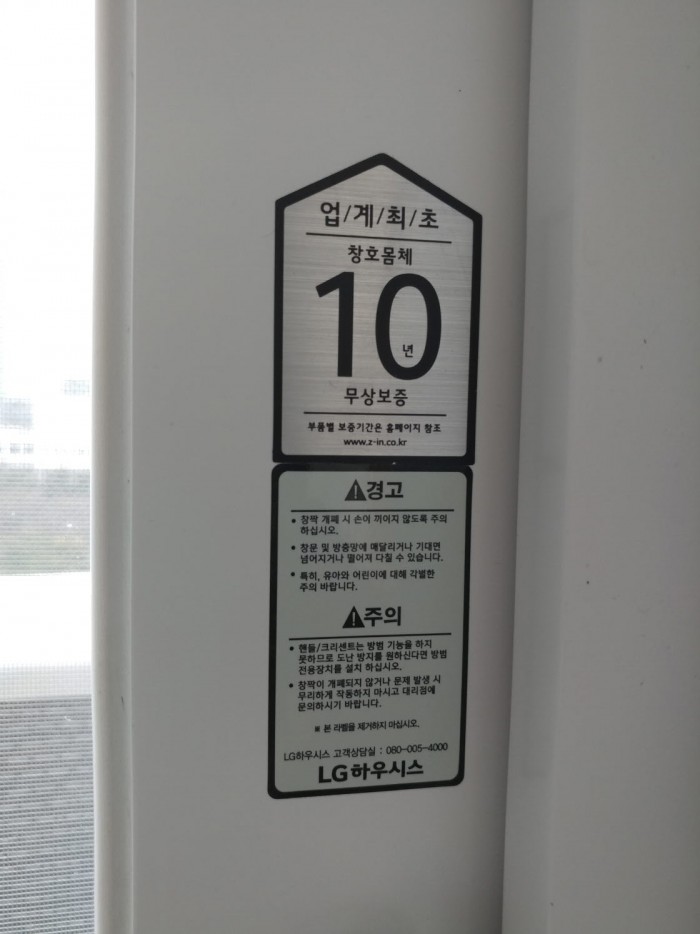 업/계/최/초
창호몸체
10년
무상보증
부품별 보증기간은 홈페이지 참조
www.z-in.co.kr
⚠경고
• 창짝 개폐 시 손이 끼이지 않도록 주의
하십시오.
• 창문 및 방충망에 매달리거나 기대면
넘어지거나 떨어져 다칠 수 있습니다.
• 특히, 유아와 어린이에 대해 각별한
주의 바랍니다.
⚠주의
• 핸들/크리센트는 방범 기능을 하지
못하므로 도난 방지를 원하신다면 방범
전용장치를 설치 하십시오.
• 창짝이 개폐되지 않거나 문제 발생 시
무리하게 작동하지 마시고 대리점에
문의하시기 바랍니다.
※ 본 라벨을 제거하지 마십시오.
LG하우시스 고객상담실 : 080-005-4000
LG하우시스